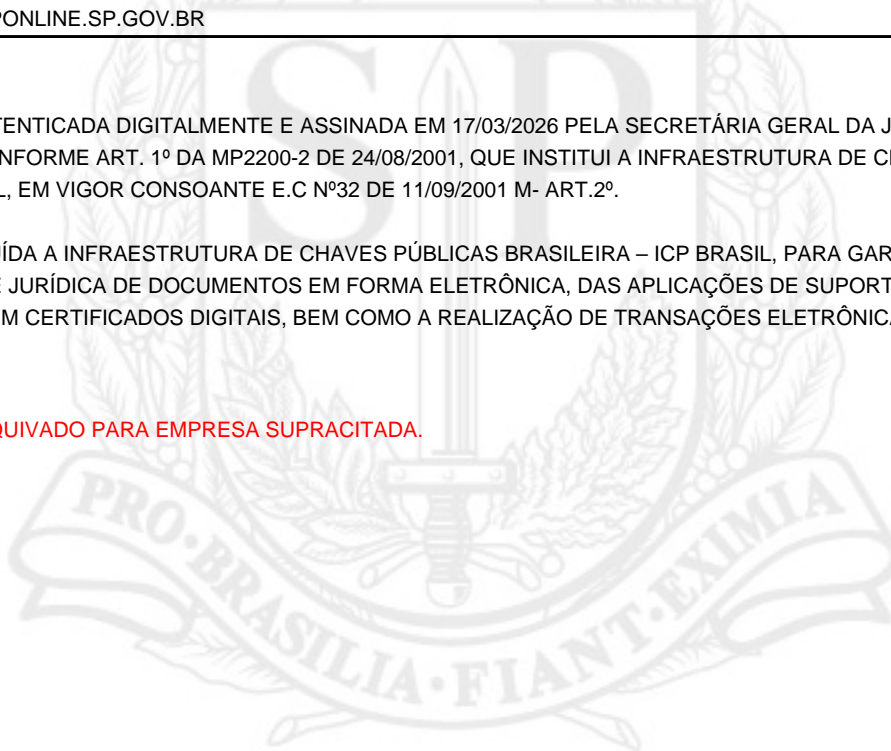 PONLINE.SP.GOV.BR
TENTICADA DIGITALMENTE E ASSINADA EM 17/03/2026 PELA SECRETÁRIA GERAL DA J
NFORME ART. 1º DA MP2200-2 DE 24/08/2001, QUE INSTITUI A INFRAESTRUTURA DE C
L, EM VIGOR CONSOANTE E.C Nº32 DE 11/09/2001 M- ART.2º.
UÍDA A INFRAESTRUTURA DE CHAVES PÚBLICAS BRASILEIRA – ICP BRASIL, PARA GAR
E JURÍDICA DE DOCUMENTOS EM FORMA ELETRÔNICA, DAS APLICAÇÕES DE SUPORT
M CERTIFICADOS DIGITAIS, BEM COMO A REALIZAÇÃO DE TRANSAÇÕES ELETRÔNICA
QUIVADO PARA EMPRESA SUPRACITADA.
SP
PRO·BRASILIA·FIANT·EXIMIA